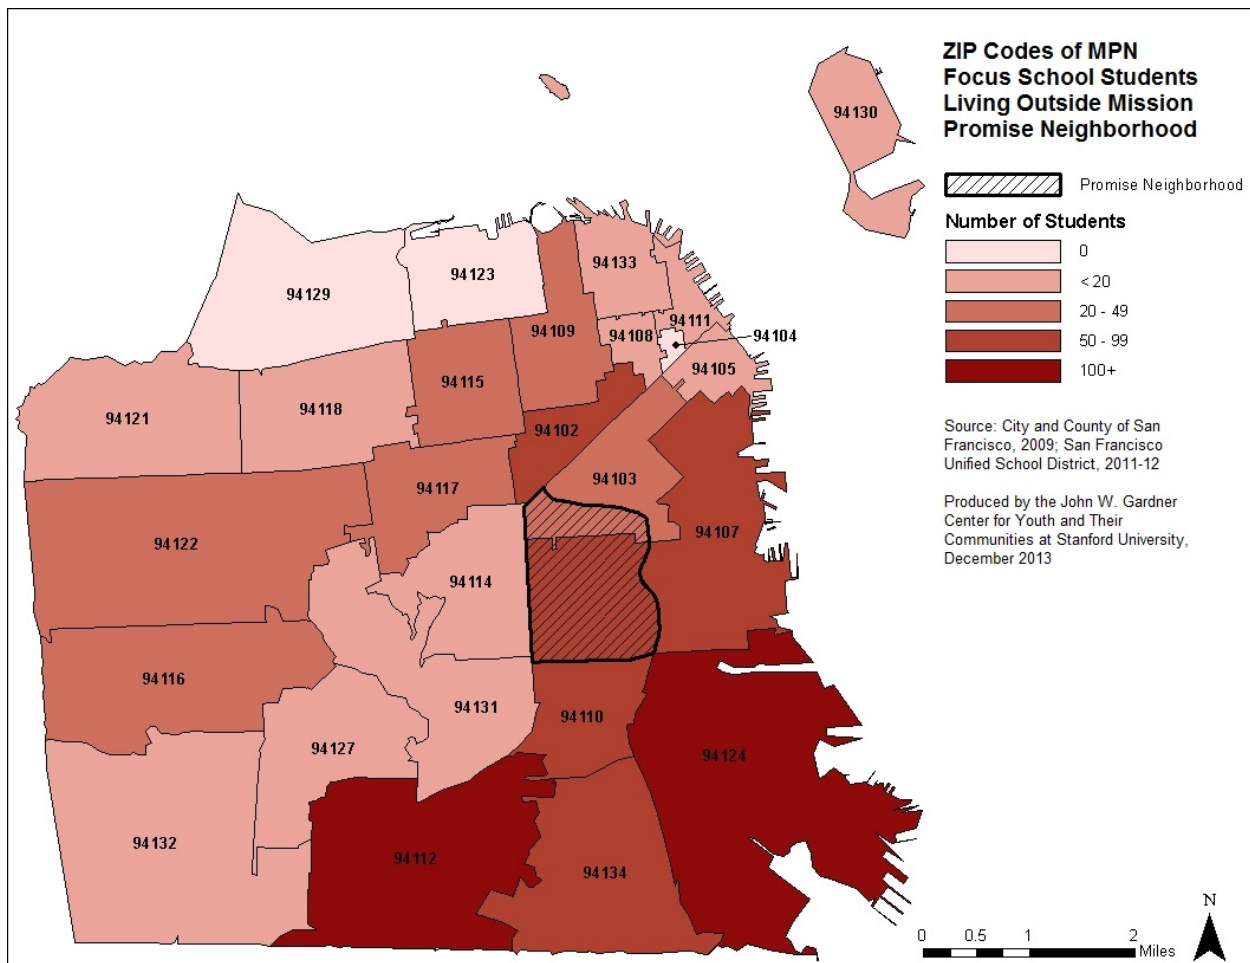 ZIP Codes of MPN
Focus School Students
Living Outside Mission
Promise Neighborhood
Promise Neighborhood
Number of Students
0
< 20
20 - 49
50 - 99
100+
Source: City and County of San
Francisco, 2009; San Francisco
Unified School District, 2011-12
Produced by the John W. Gardner
Center for Youth and Their
Communities at Stanford University,
December 2013
94130
94133
94123
94129
94111
94109
94108
94104
94105
94115
94118
94121
94102
94103
94117
94107
94122
94114
94116
94131
94110
94127
94124
94132
94112
94134
N
0 0.5 1 2
Miles